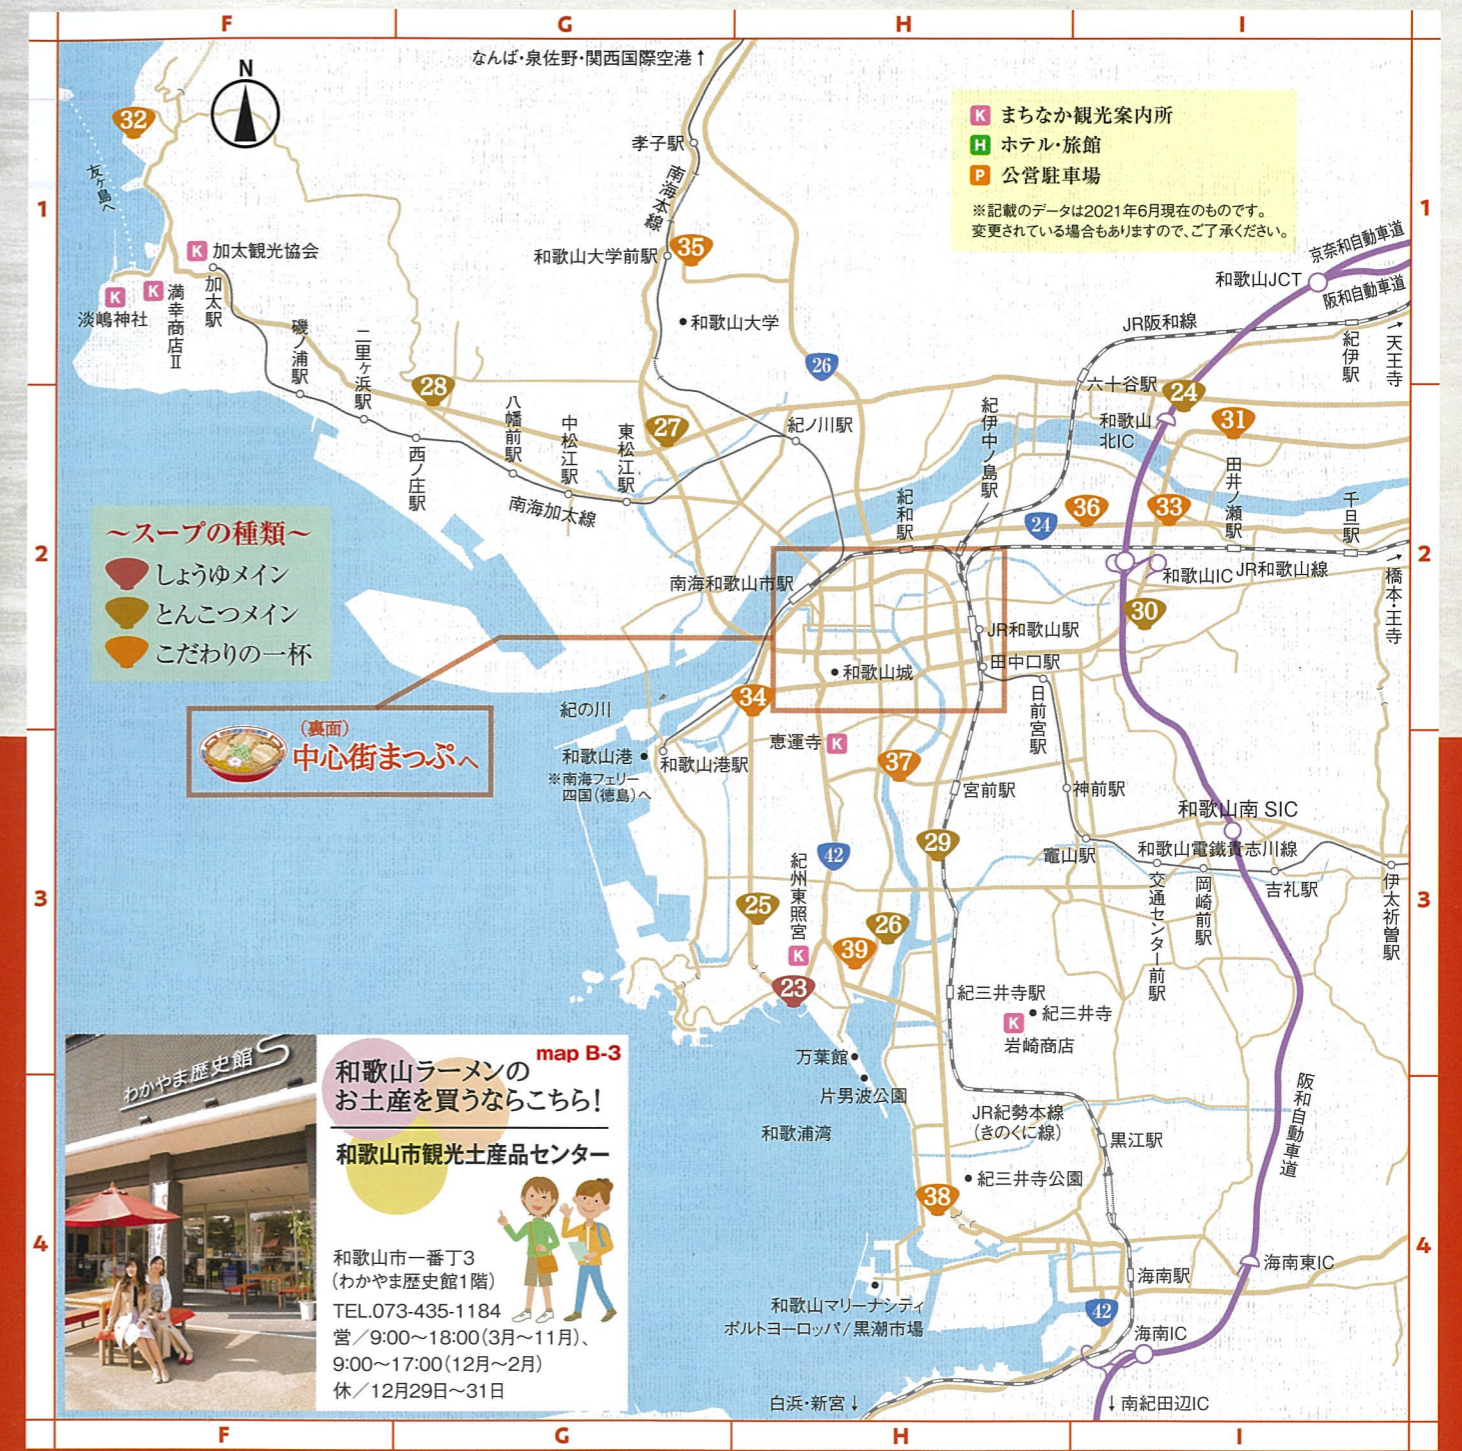 F G H I
N
なんば・泉佐野・関西国際空港↑
K まちなか観光案内所
H ホテル・旅館
P 公営駐車場
※記載のデータは2021年6月現在のものです。
変更されている場合もありますので、ご了承ください。
1
1
32
友ヶ島へ
孝子駅
南海本線
和歌山大学前駅
35
K 加太観光協会
加太駅
K
淡嶋神社
K
満幸商店Ⅱ
磯ノ浦駅
二里ヶ浜駅
和歌山大学
26
京奈和自動車道
和歌山JCT
阪和自動車道
JR阪和線
紀伊駅
→天王寺
六十谷駅
24
和歌山
北IC
31
28
八幡前駅
中松江駅
東松江駅
27
紀ノ川駅
紀伊中ノ島駅
西ノ庄駅
南海加太線
紀和駅
24
36
33
田井ノ瀬駅
千旦駅
2
2
～スープの種類～
しょうゆメイン
とんこつメイン
こだわりの一杯
南海和歌山市駅
和歌山IC
JR和歌山線
→橋本・王寺
30
JR和歌山駅
田中口駅
和歌山城
日前宮駅
34
紀の川
(裏面)
中心街まっぷへ
和歌山港
※南海フェリー
四国(徳島)へ
和歌山港駅
恵運寺 K
37
宮前駅
神前駅
和歌山南 SIC
29
42
竈山駅
和歌山電鐵貴志川線
交通センター前駅
岡崎前駅
吉礼駅
伊太祈曽駅
3
3
紀州東照宮
K
25
26
39
23
紀三井寺駅
K
紀三井寺
岩崎商店
万葉館
片男波公園
和歌浦湾
JR紀勢本線
(きのくに線)
黒江駅
阪和自動車道
紀三井寺公園
38
4
4
海南東IC
海南駅
和歌山マリーナシティ
ポルトヨーロッパ/黒潮市場
42
海南IC
白浜・新宮↓
↓南紀田辺IC
わかやま歴史館
map B-3
和歌山ラーメンの
お土産を買うならこちら!
和歌山市観光土産品センター
和歌山市一番丁3
(わかやま歴史館1階)
TEL.073-435-1184
営／9:00～18:00(3月～11月)、
9:00～17:00(12月～2月)
休／12月29日～31日
F G H I